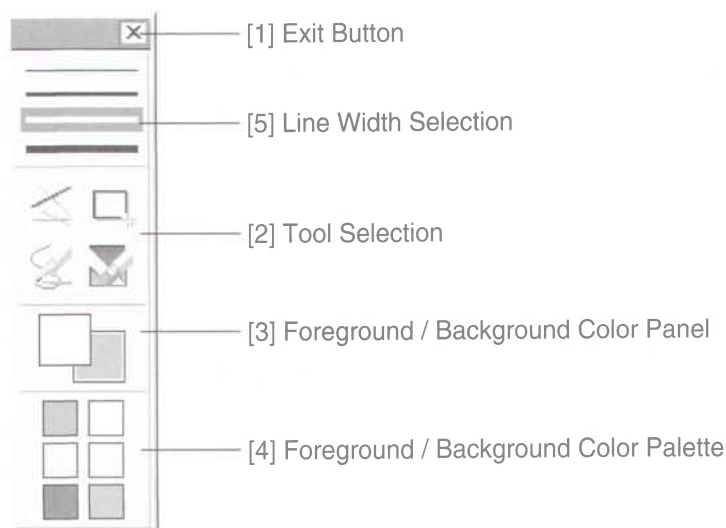 [1] Exit Button
[5] Line Width Selection
[2] Tool Selection
[3] Foreground / Background Color Panel
[4] Foreground / Background Color Palette